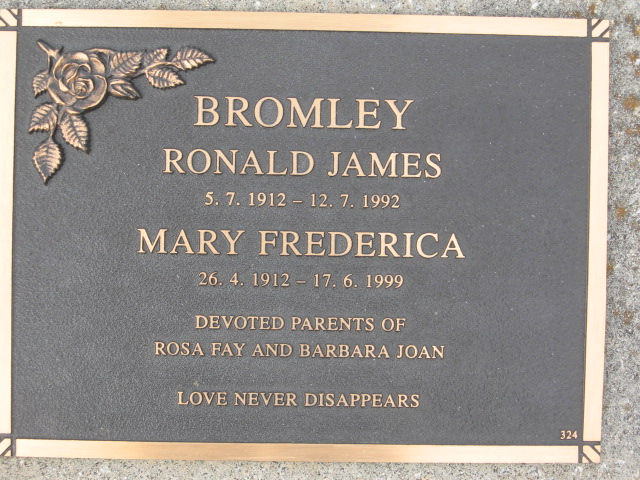 BROMLEY
RONALD JAMES
5. 7. 1912 – 12. 7. 1992
MARY FREDERICA
26. 4. 1912 – 17. 6. 1999
DEVOTED PARENTS OF
ROSA FAY AND BARBARA JOAN
LOVE NEVER DISAPPEARS
324